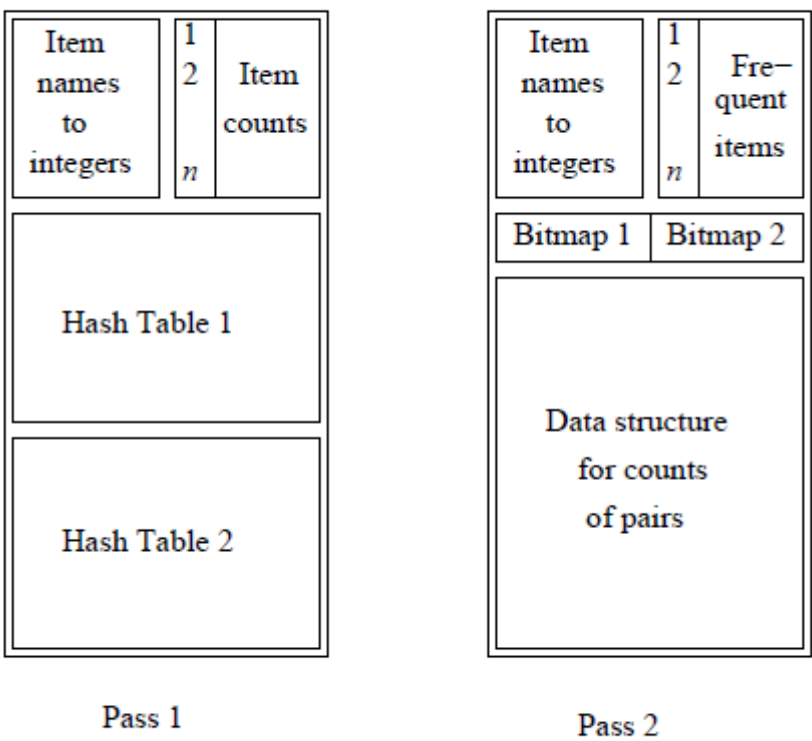 Item
names
to
integers
1
2
n
Item
counts
Hash Table 1
Hash Table 2
Pass 1
Item
names
to
integers
1
2
n
Fre−
quent
items
Bitmap 1
Bitmap 2
Data structure
for counts
of pairs
Pass 2